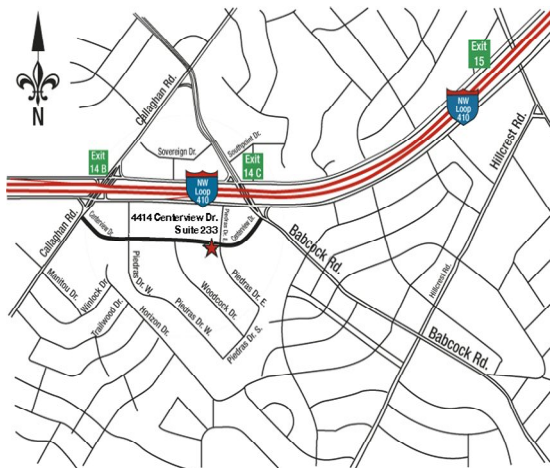 Exit
15
NW
Loop
410
Callaghan Rd.
N
Hillcrest Rd.
Southpoint Dr.
Sovereign Dr.
Exit
14 B
Exit
14 C
NW
Loop
410
Callaghan Rd.
Centerview Dr.
4414 Centerview Dr.
Suite 233
Piedras Dr. E.
Centerview Dr.
Babcock Rd.
Manitou Dr.
Winlock Dr.
Trailwood Dr.
Piedras Dr. W.
Horizon Dr.
Piedras Dr. W.
Woodcock Dr.
Piedras Dr. E.
Piedras Dr. S.
Hillcrest Rd.
Babcock Rd.